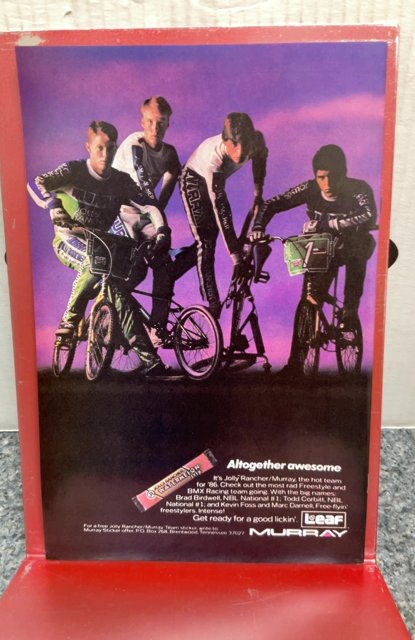 1
WATERMELON
Altogether awesome
It's Jolly Rancher/Murray, the hot team
for '86. Check out the most rad Freestyle and
BMX Racing team going. With the big names:
Brad Birdwell, NBL National #1; Todd Corbitt, NBL
National #1; and Kevin Foss and Marc Darnell, Free-flyin'
freestylers. Intense!
Get ready for a good lickin'.
Leaf
For a free Jolly Rancher/Murray Team sticker, write to:
Murray Sticker offer, P.O. Box 268, Brentwood, Tennessee 37027
MURRAY